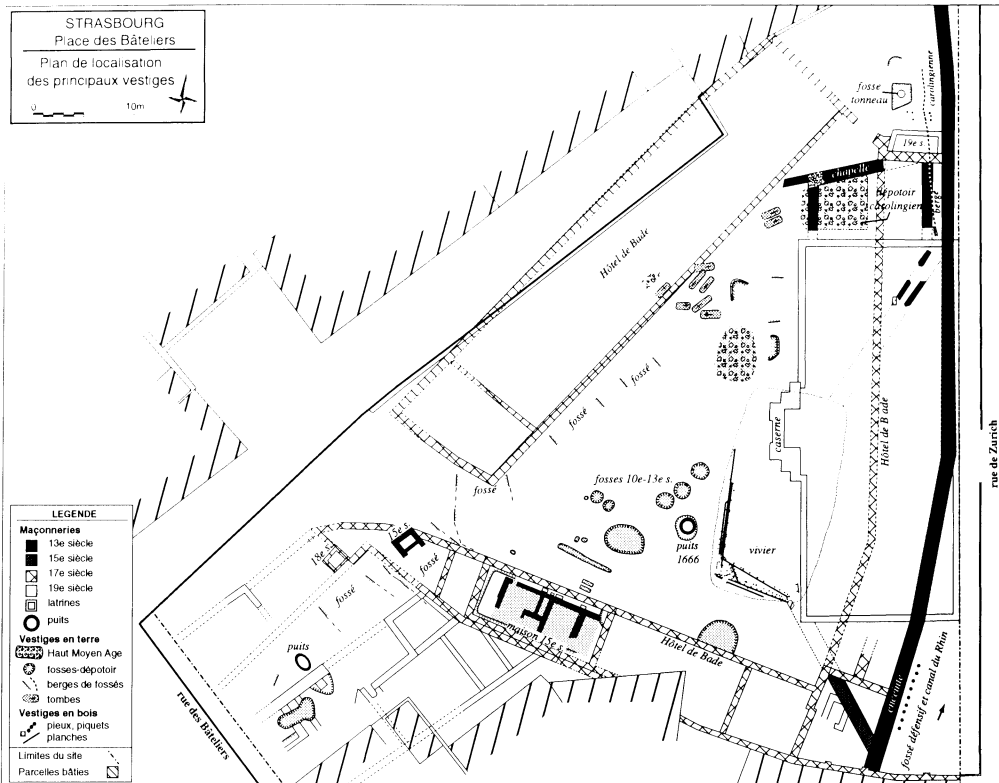 STRASBOURG
Place des Bâteliers
Plan de localisation
des principaux vestiges
0 10m
carolingienne
fosse
tonneau
19e s.
chapelle
dépotoir
carolingien
berge
Hôtel de Bade
fossé
fossé
fossé
caserne
Hôtel de Bade
rue de Zurich
fosses 10e-13e s.
puits
1666
vivier
15e s.
18e s.
fossé
fossé
maison 15e s.
Hôtel de Bade
puits
rue des Bâteliers
enceinte
fossé défensif et canal du Rhin
LEGENDE
Maçonneries
13e siècle
15e siècle
17e siècle
19e siècle
latrines
puits
Vestiges en terre
Haut Moyen Age
fosses-dépotoir
berges de fossés
tombes
Vestiges en bois
pieux, piquets
planches
Limites du site
Parcelles bâties